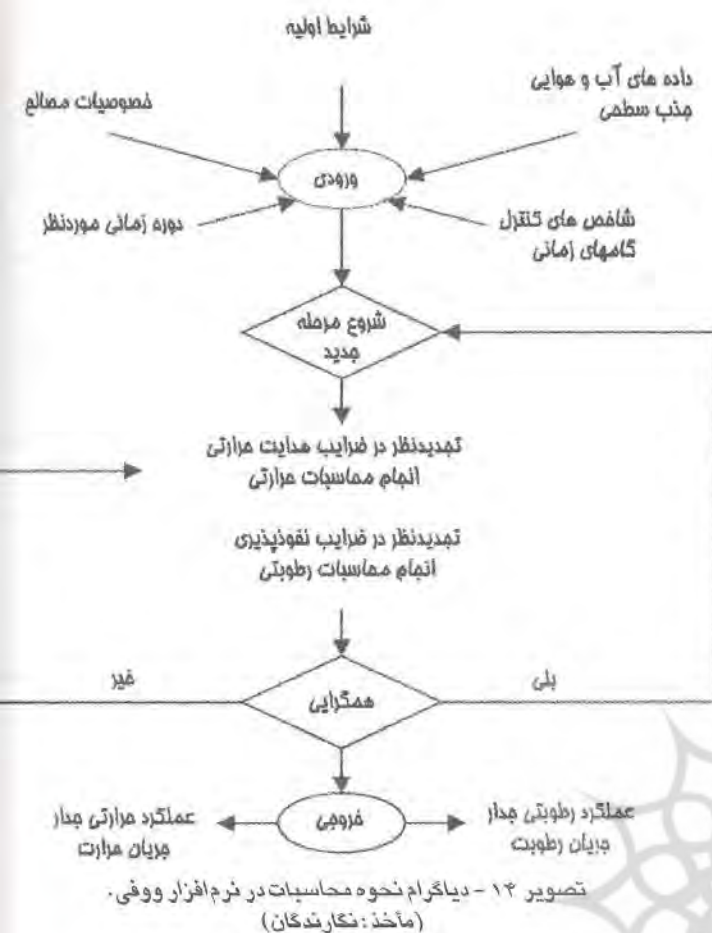 شرایط اولیه
داده های آب و هوایی
جذب سطحی
خصوصیات مصالح
ورودی
شاخص های کنترل
گامهای زمانی
دوره زمانی موردنظر
شروع مرحله
جدید
تجدیدنظر در ضرایب هدایت حرارتی
انجام محاسبات حرارتی
تجدیدنظر در ضرایب نفوذپذیری
انجام محاسبات رطوبتی
بلی
خیر
همگرایی
عملکرد رطوبتی جدار
جریان رطوبت
خروجی
عملکرد حرارتی جدار
جریان حرارت
تصویر ۱۴ - دیاگرام نحوه محاسبات در نرم‌افزار ووفی.
(مأخذ: نگارندگان)